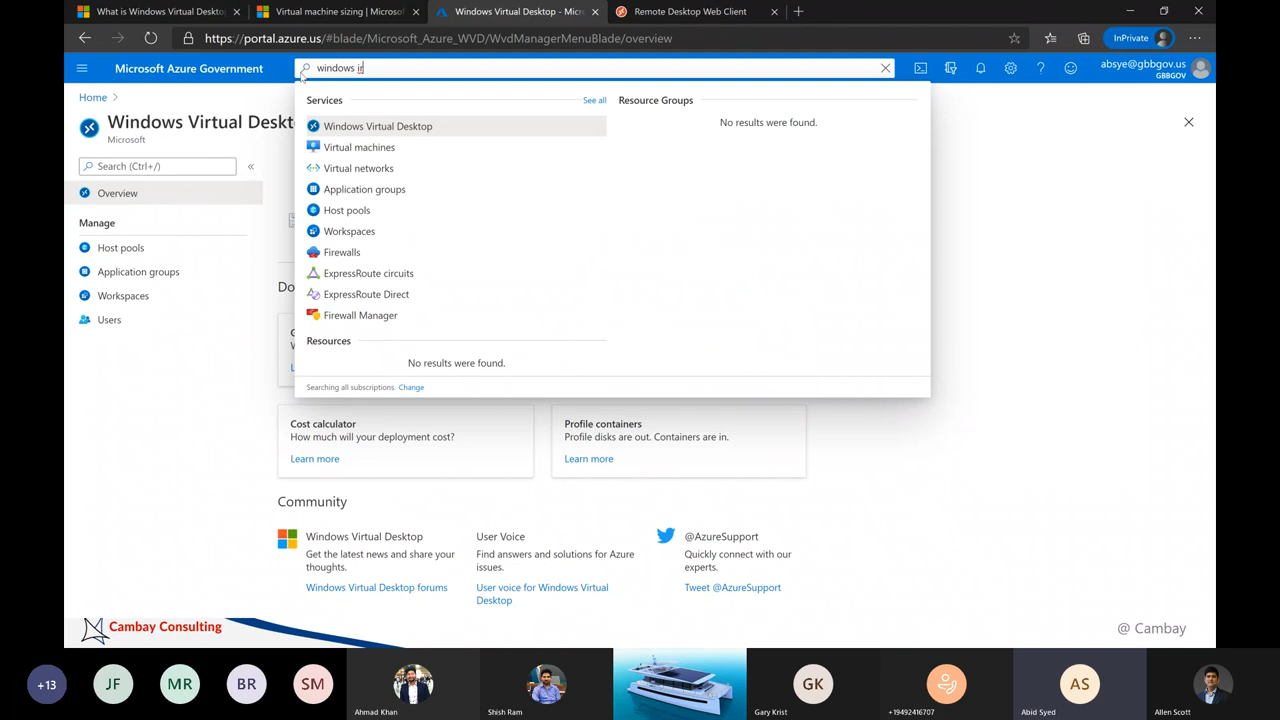 What is Windows Virtual Deskto
Virtual machine sizing | Microsof
Windows Virtual Desktop - Micr
Remote Desktop Web Client
https://portal.azure.us/#blade/Microsoft_Azure_WVD/WvdManagerMenuBlade/overview
InPrivate
Microsoft Azure Government
windows ir
absye@gbbgov.us
GBBGOV
Home
Windows Virtual Deskt
Microsoft
Search (Ctrl+/)
Overview
Manage
Host pools
Application groups
Workspaces
Users
Services
See all
Windows Virtual Desktop
Virtual machines
Virtual networks
Application groups
Host pools
Workspaces
Firewalls
ExpressRoute circuits
ExpressRoute Direct
Firewall Manager
Resources
No results were found.
Resource Groups
No results were found.
Searching all subscriptions. Change
Do
G
W
L
Cost calculator
How much will your deployment cost?
Learn more
Profile containers
Profile disks are out. Containers are in.
Learn more
Community
Windows Virtual Desktop
Get the latest news and share your
thoughts.
Windows Virtual Desktop forums
User Voice
Find answers and solutions for Azure
issues.
User voice for Windows Virtual
Desktop
@AzureSupport
Quickly connect with our
experts.
Tweet @AzureSupport
Cambay Consulting
@ Cambay
+13
JF
MR
BR
SM
Ahmad Khan
Shish Ram
GK
Gary Krist
+19492416707
AS
Abid Syed
Allen Scott